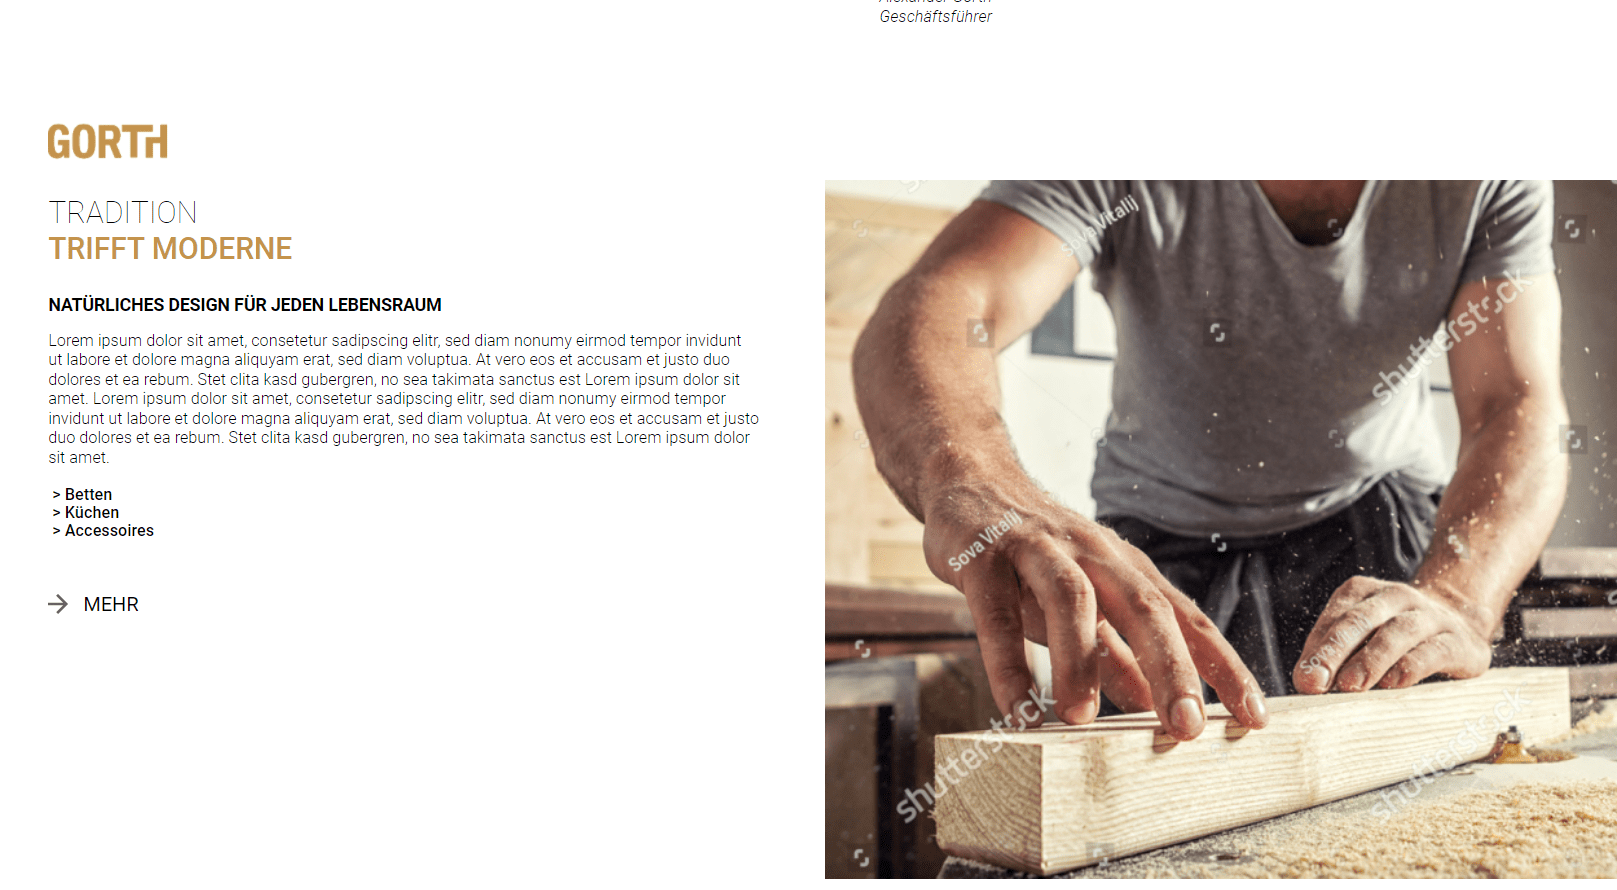 Geschäftsführer
GORTH
TRADITION
TRIFFT MODERNE
NATÜRLICHES DESIGN FÜR JEDEN LEBENSRAUM
Lorem ipsum dolor sit amet, consetetur sadipscing elitr, sed diam nonumy eirmod tempor invidunt
ut labore et dolore magna aliquyam erat, sed diam voluptua. At vero eos et accusam et justo duo
dolores et ea rebum. Stet clita kasd gubergren, no sea takimata sanctus est Lorem ipsum dolor sit
amet. Lorem ipsum dolor sit amet, consetetur sadipscing elitr, sed diam nonumy eirmod tempor
invidunt ut labore et dolore magna aliquyam erat, sed diam voluptua. At vero eos et accusam et justo
duo dolores et ea rebum. Stet clita kasd gubergren, no sea takimata sanctus est Lorem ipsum dolor
sit amet.
> Betten
> Küchen
> Accessoires
MEHR
Sova Vitalij
shutterstock
Sova Vitalij
Sova Vitalij
shutterstock
shutterstock